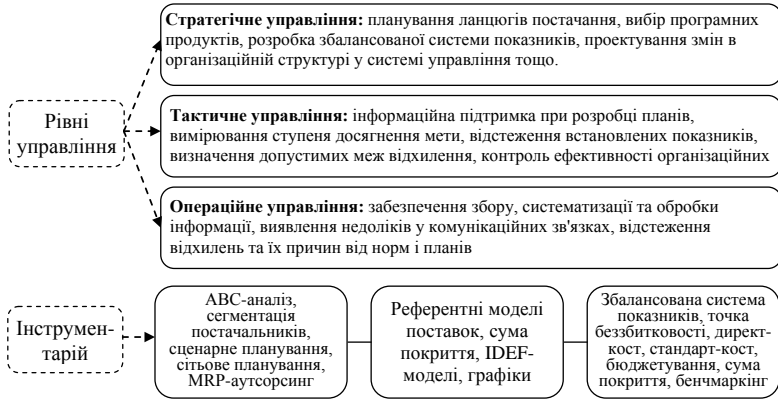 Рівні
управління
Стратегічне управління: планування ланцюгів постачання, вибір програмних
продуктів, розробка збалансованої системи показників, проектування змін в
організаційній структурі у системі управління тощо.
Тактичне управління: інформаційна підтримка при розробці планів,
вимірювання ступеня досягнення мети, відстеження встановлених показників,
визначення допустимих меж відхилення, контроль ефективності організаційних
Операційне управління: забезпечення збору, систематизації та обробки
інформації, виявлення недоліків у комунікаційних зв'язках, відстеження
відхилень та їх причин від норм і планів
Інструмен-
тарій
АВС-аналіз,
сегментація
постачальників,
сценарне планування,
сітьове планування,
MRP-аутсорсинг
Референтні моделі
поставок, сума
покриття, IDEF-
моделі, графіки
Збалансована система
показників, точка
беззбитковості, директ-
кост, стандарт-кост,
бюджетування, сума
покриття, бенчмаркінг